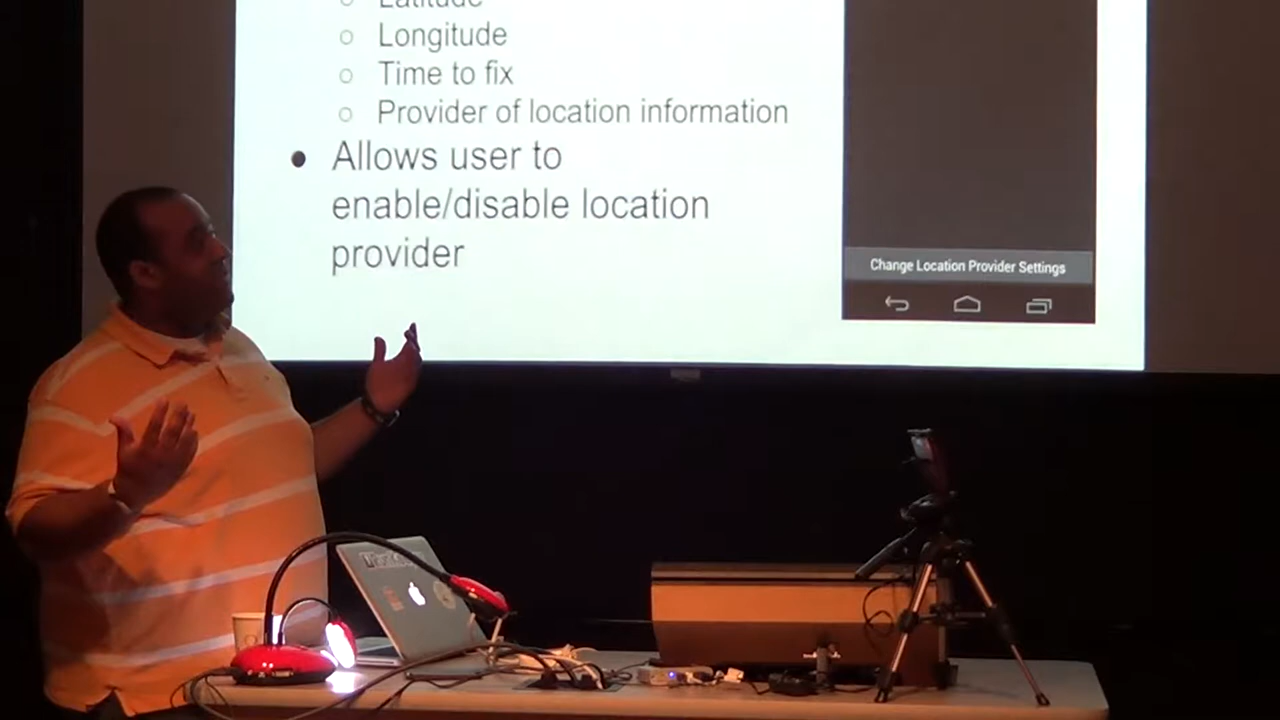 Latitude
Longitude
Time to fix
Provider of location information
Allows user to
enable/disable location
provider
Change Location Provider Settings